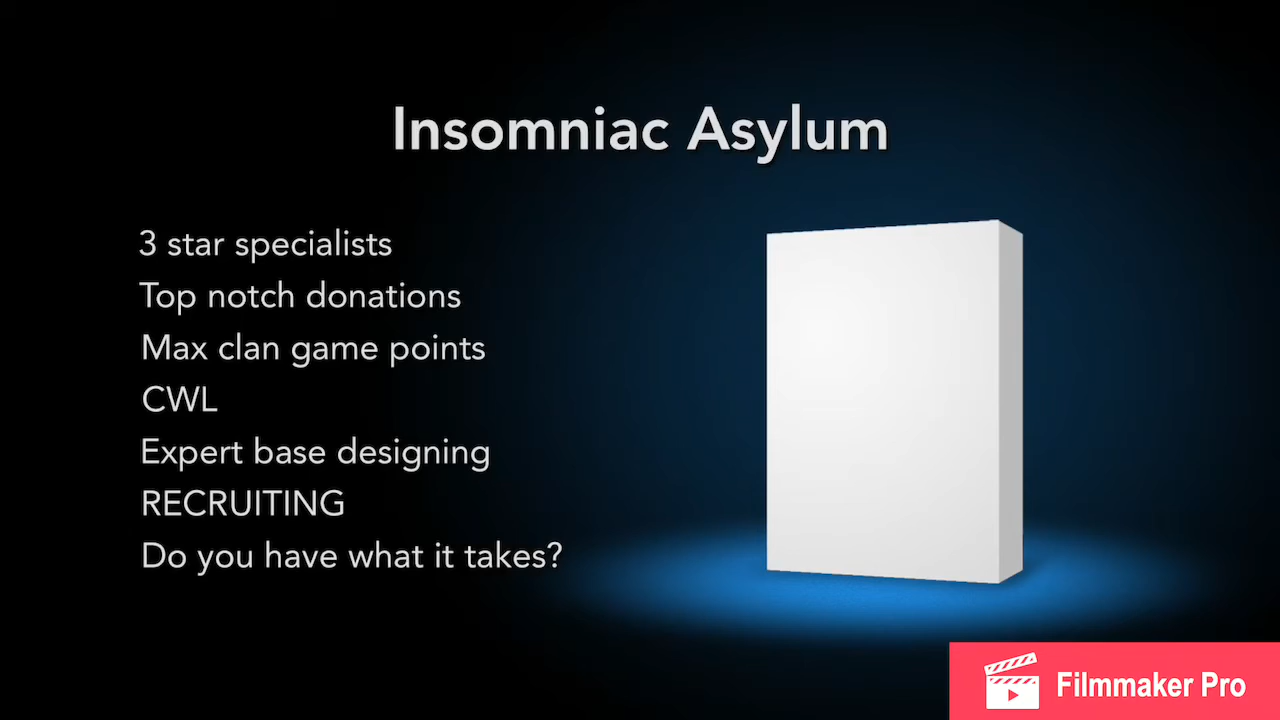 Insomniac Asylum
3 star specialists
Top notch donations
Max clan game points
CWL
Expert base designing
RECRUITING
Do you have what it takes?
Filmmaker Pro